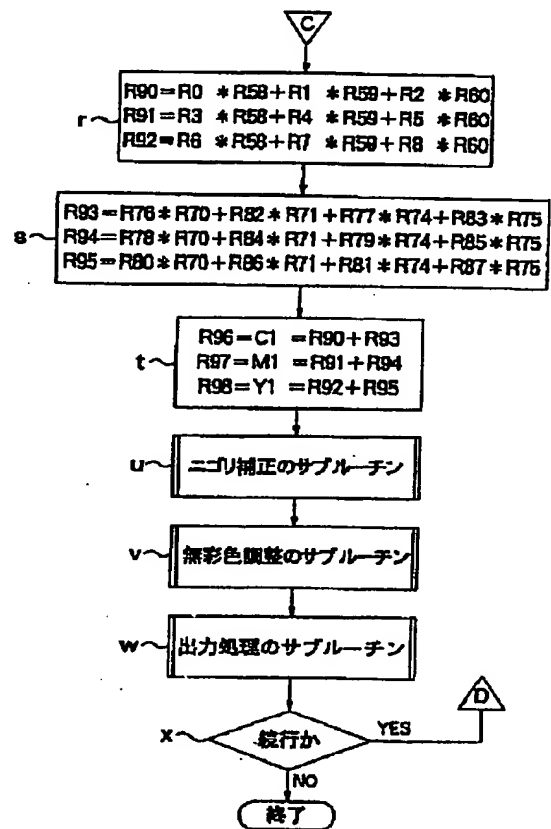 C
r
R90=R0 *R58+R1 *R59+R2 *R60
R91=R3 *R58+R4 *R59+R5 *R60
R92=R6 *R58+R7 *R59+R8 *R60
s
R93=R76*R70+R82*R71+R77*R74+R83*R75
R94=R78*R70+R84*R71+R79*R74+R85*R75
R95=R80*R70+R86*R71+R81*R74+R87*R75
t
R96=C1 =R90+R93
R97=M1 =R91+R94
R98=Y1 =R92+R95
u
ニゴリ補正のサブルーチン
v
無彩色調整のサブルーチン
w
出力処理のサブルーチン
D
x
続行か
YES
NO
終了